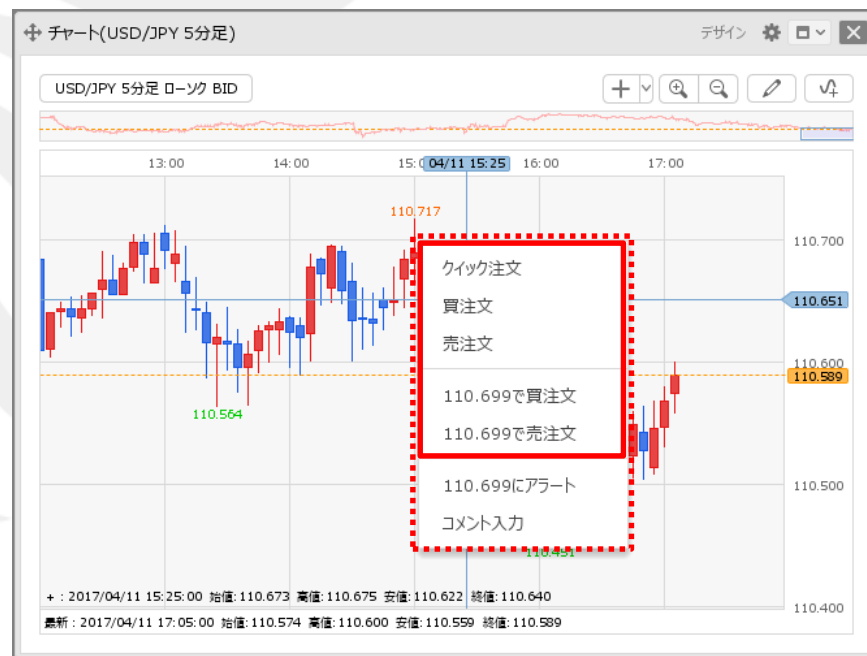 チャート(USD/JPY 5分足) デザイン
USD/JPY 5分足 ローソク BID
13:00 14:00 15:0 04/11 15:25 16:00 17:00
110.717
110.700
クイック注文
買注文
110.651
売注文
110.600
110.589
110.699で買注文
110.564
110.699で売注文
110.699にアラート
110.500
コメント入力
110.451
+ : 2017/04/11 15:25:00 始値:110.673 高値:110.675 安値:110.622 終値:110.640
110.400
最新 : 2017/04/11 17:05:00 始値:110.574 高値:110.600 安値:110.559 終値:110.589